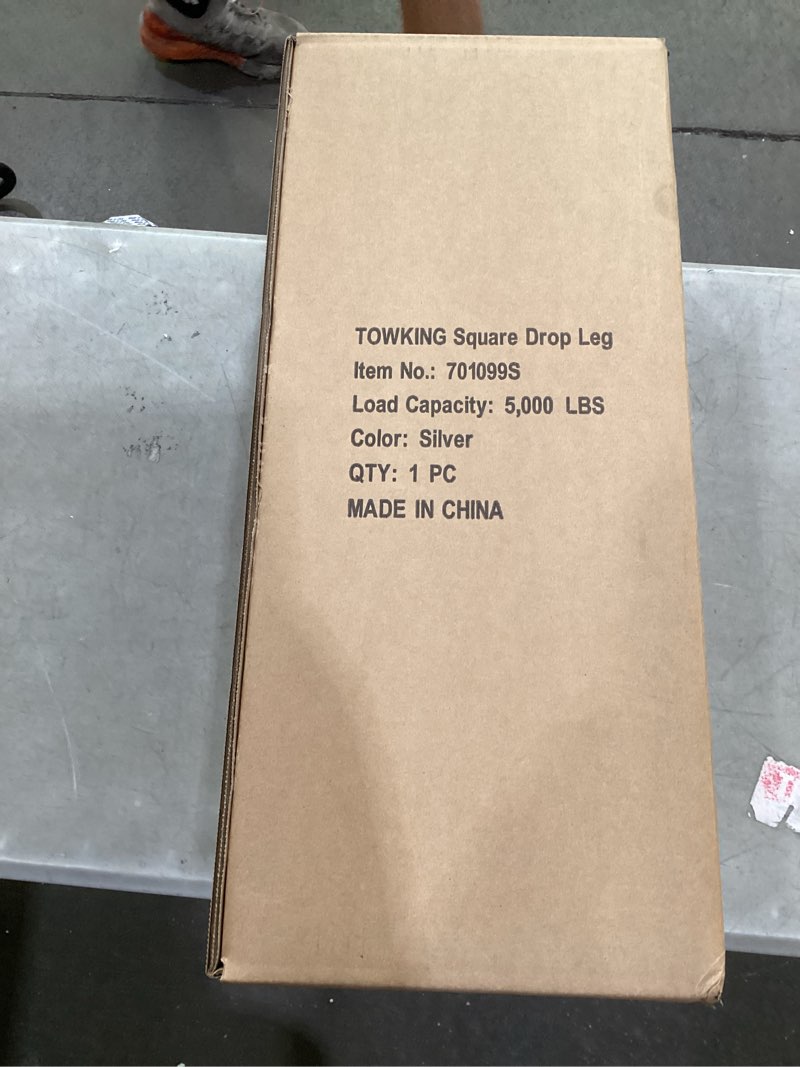 TOWKING Square Drop Leg
Item No.: 701099S
Load Capacity: 5,000 LBS
Color: Silver
QTY: 1 PC
MADE IN CHINA